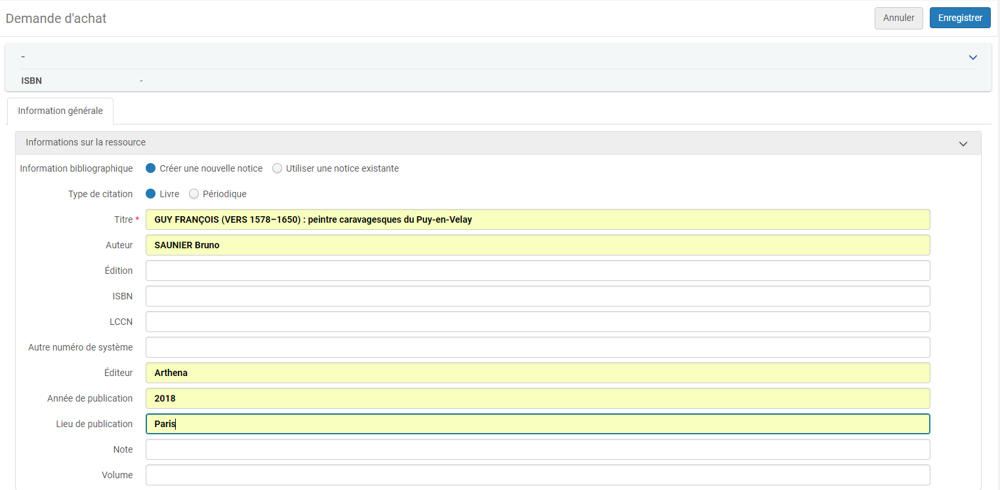 Demande d'achat
Annuler
Enregistrer
-
ISBN -
Information générale
Informations sur la ressource
Information bibliographique Créer une nouvelle notice Utiliser une notice existante
Type de citation Livre Périodique
Titre * GUY FRANÇOIS (VERS 1578–1650) : peintre caravagesques du Puy-en-Velay
Auteur SAUNIER Bruno
Édition
ISBN
LCCN
Autre numéro de système
Éditeur Arthena
Année de publication 2018
Lieu de publication Paris
Note
Volume